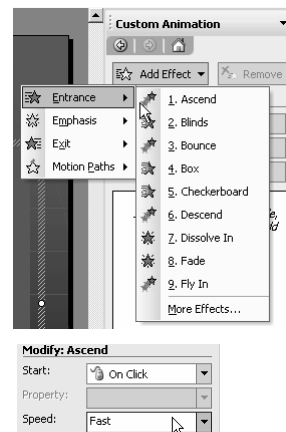 Custom Animation
Add Effect
Remove
Entrance
Emphasis
Exit
Motion Paths
1. Ascend
2. Blinds
3. Bounce
4. Box
5. Checkerboard
6. Descend
7. Dissolve In
8. Fade
9. Fly In
More Effects...
Modify: Ascend
Start:
On Click
Property:
Speed:
Fast